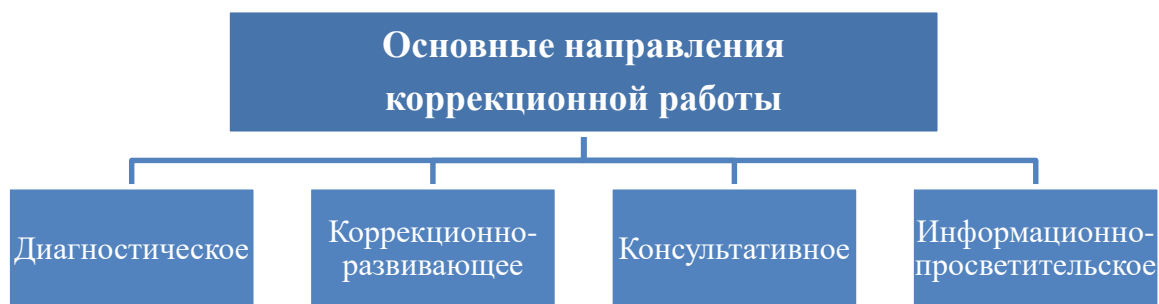 Основные направления
коррекционной работы
Диагностическое
Коррекционно-
развивающее
Консультативное
Информационно-
просветительское